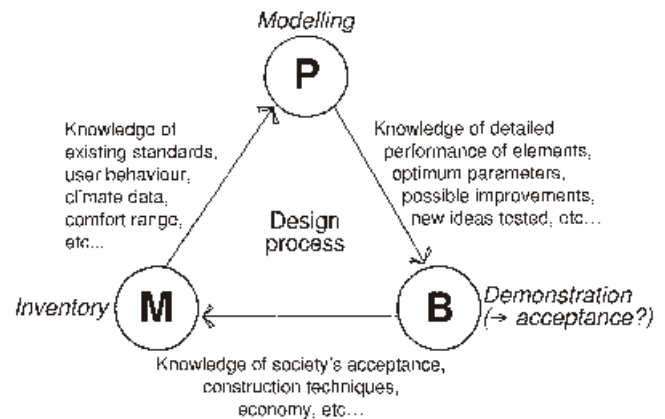 Modelling
P
Knowledge of
existing standards,
user behaviour,
climate data,
comfort range,
etc...
Knowledge of detailed
performance of elements,
optimum parameters,
possible improvements,
new ideas tested, etc...
Design
process
Inventory
M
B
Demonstration
(→ acceptance?)
Knowledge of society's acceptance,
construction techniques,
economy, etc...